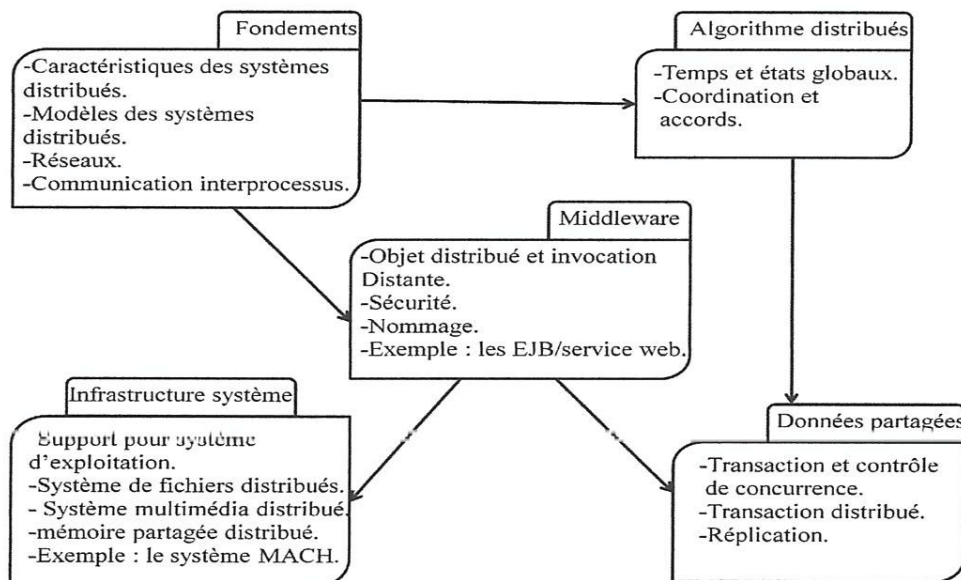 Fondements
-Caractéristiques des systèmes
distribués.
-Modèles des systèmes
distribués.
-Réseaux.
-Communication interprocessus.
Algorithme distribués
-Temps et états globaux.
-Coordination et
accords.
Middleware
-Objet distribué et invocation
Distante.
-Sécurité.
-Nommage.
-Exemple : les EJB/service web.
Infrastructure système
Support pour système
d'exploitation.
-Système de fichiers distribués.
- Système multimédia distribué.
-mémoire partagée distribué.
-Exemple : le système MACH.
Données partagées
-Transaction et contrôle
de concurrence.
-Transaction distribué.
-Réplication.